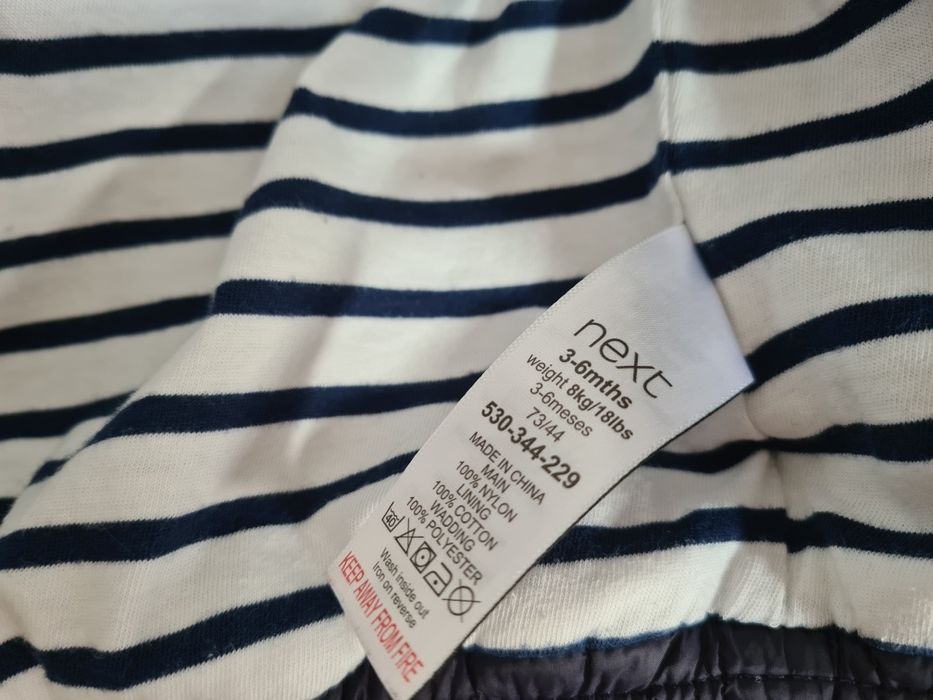 next
3-6mths
weight 8kg/18lbs
3-6meses
73/44
530-344-229
MADE IN CHINA
MAIN
100% NYLON
LINING
100% COTTON
WADDING
100% POLYESTER
40
Wash inside out
Iron on reverse
KEEP AWAY FROM FIRE